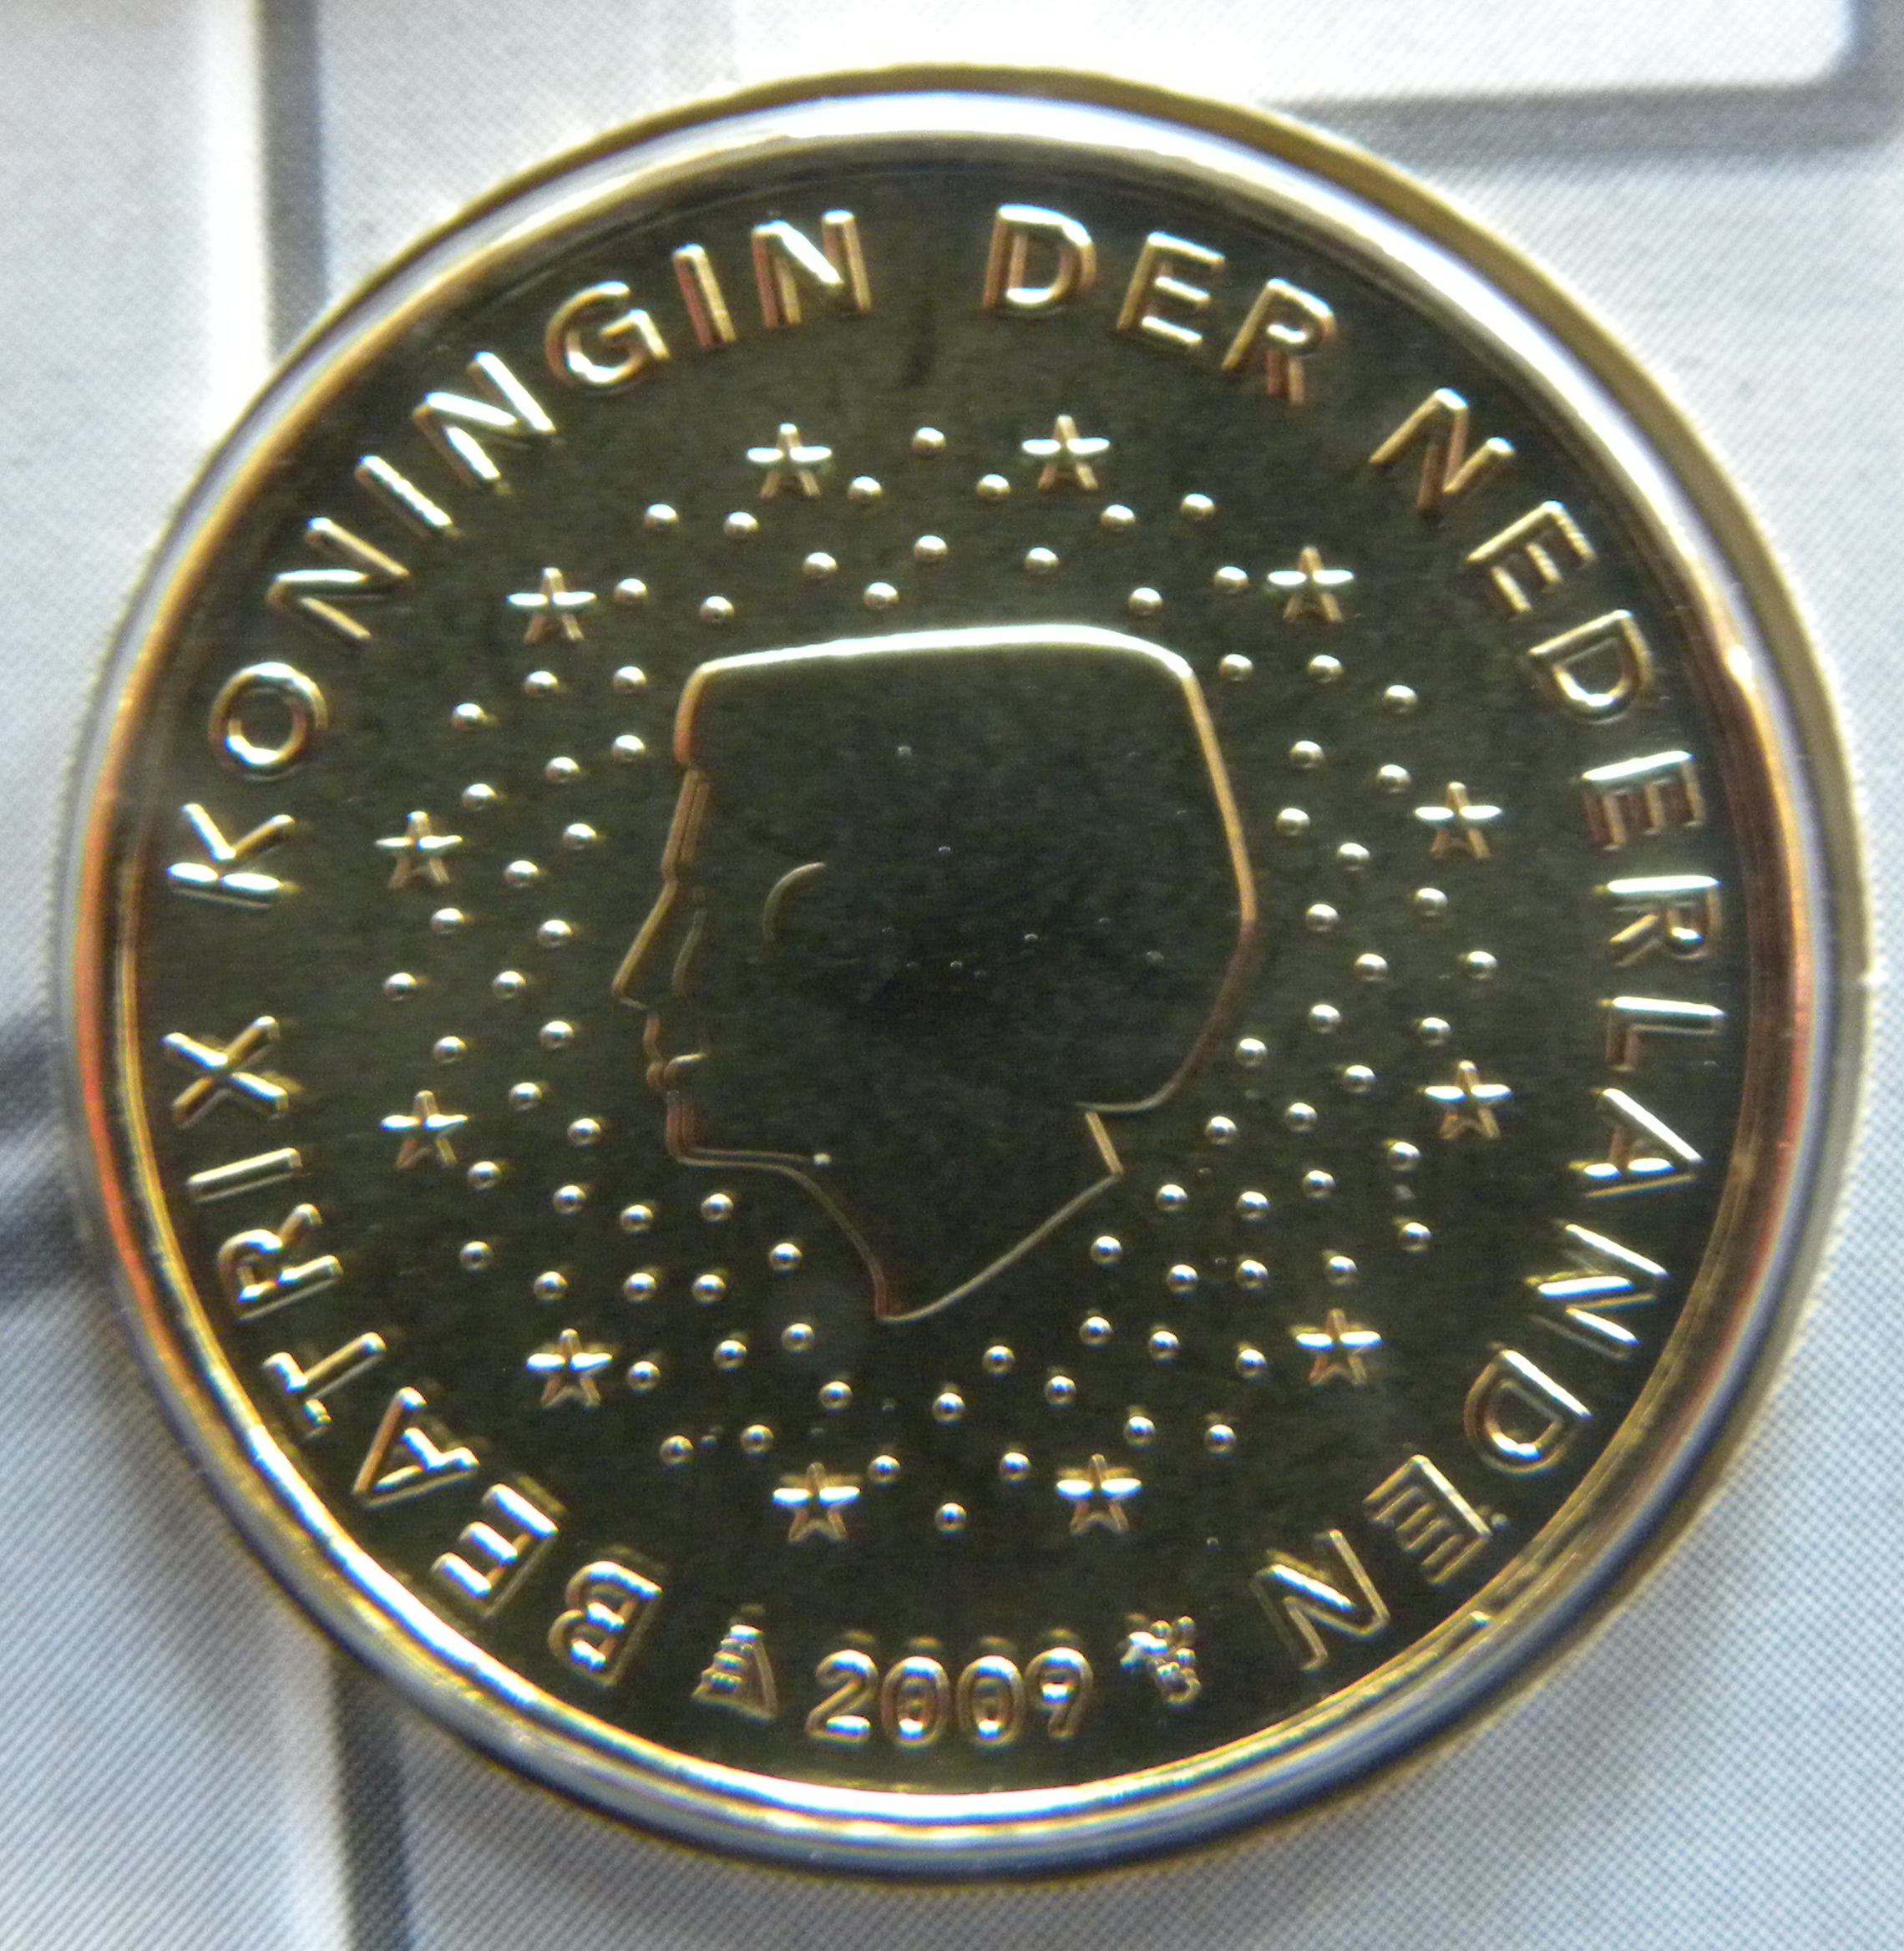 BEATRIX KONINGIN DER NEDERLANDEN
2009